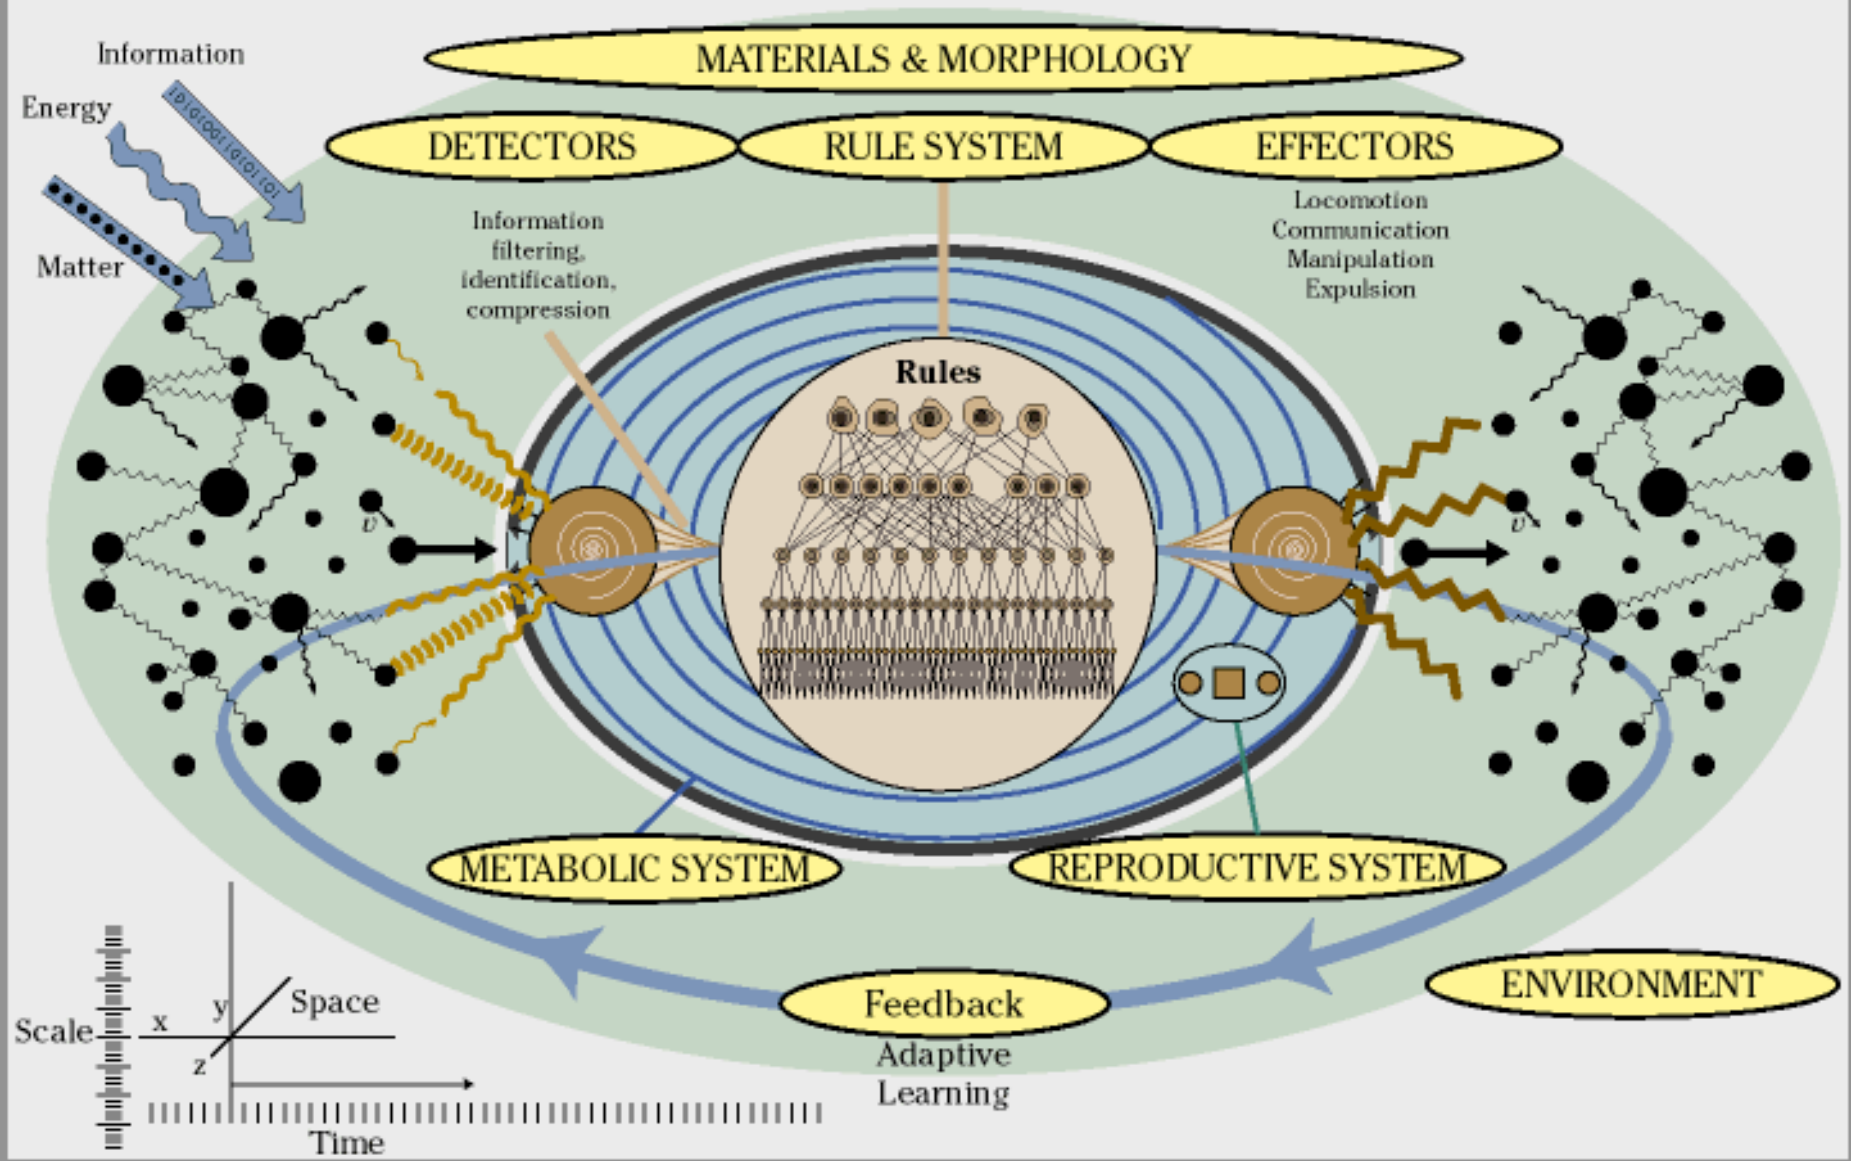 MATERIALS & MORPHOLOGY
Information
Energy
Matter
DETECTORS
RULE SYSTEM
EFFECTORS
Information
filtering,
identification,
compression
Locomotion
Communication
Manipulation
Expulsion
Rules
v
v
METABOLIC SYSTEM
REPRODUCTIVE SYSTEM
Feedback
Adaptive
Learning
ENVIRONMENT
Scale
x
y
z
Space
Time